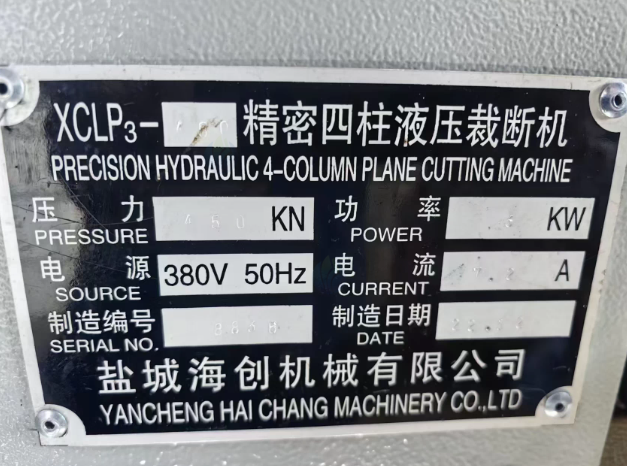 XCLP3- 精密四柱液压裁断机
PRECISION HYDRAULIC 4-COLUMN PLANE CUTTING MACHINE
压力 PRESSURE KN 功率 POWER KW
电源 SOURCE 380V 50Hz 电流 CURRENT A
制造编号 SERIAL NO. 制造日期 DATE
盐城海创机械有限公司
YANCHENG HAI CHANG MACHINERY CO.,LTD